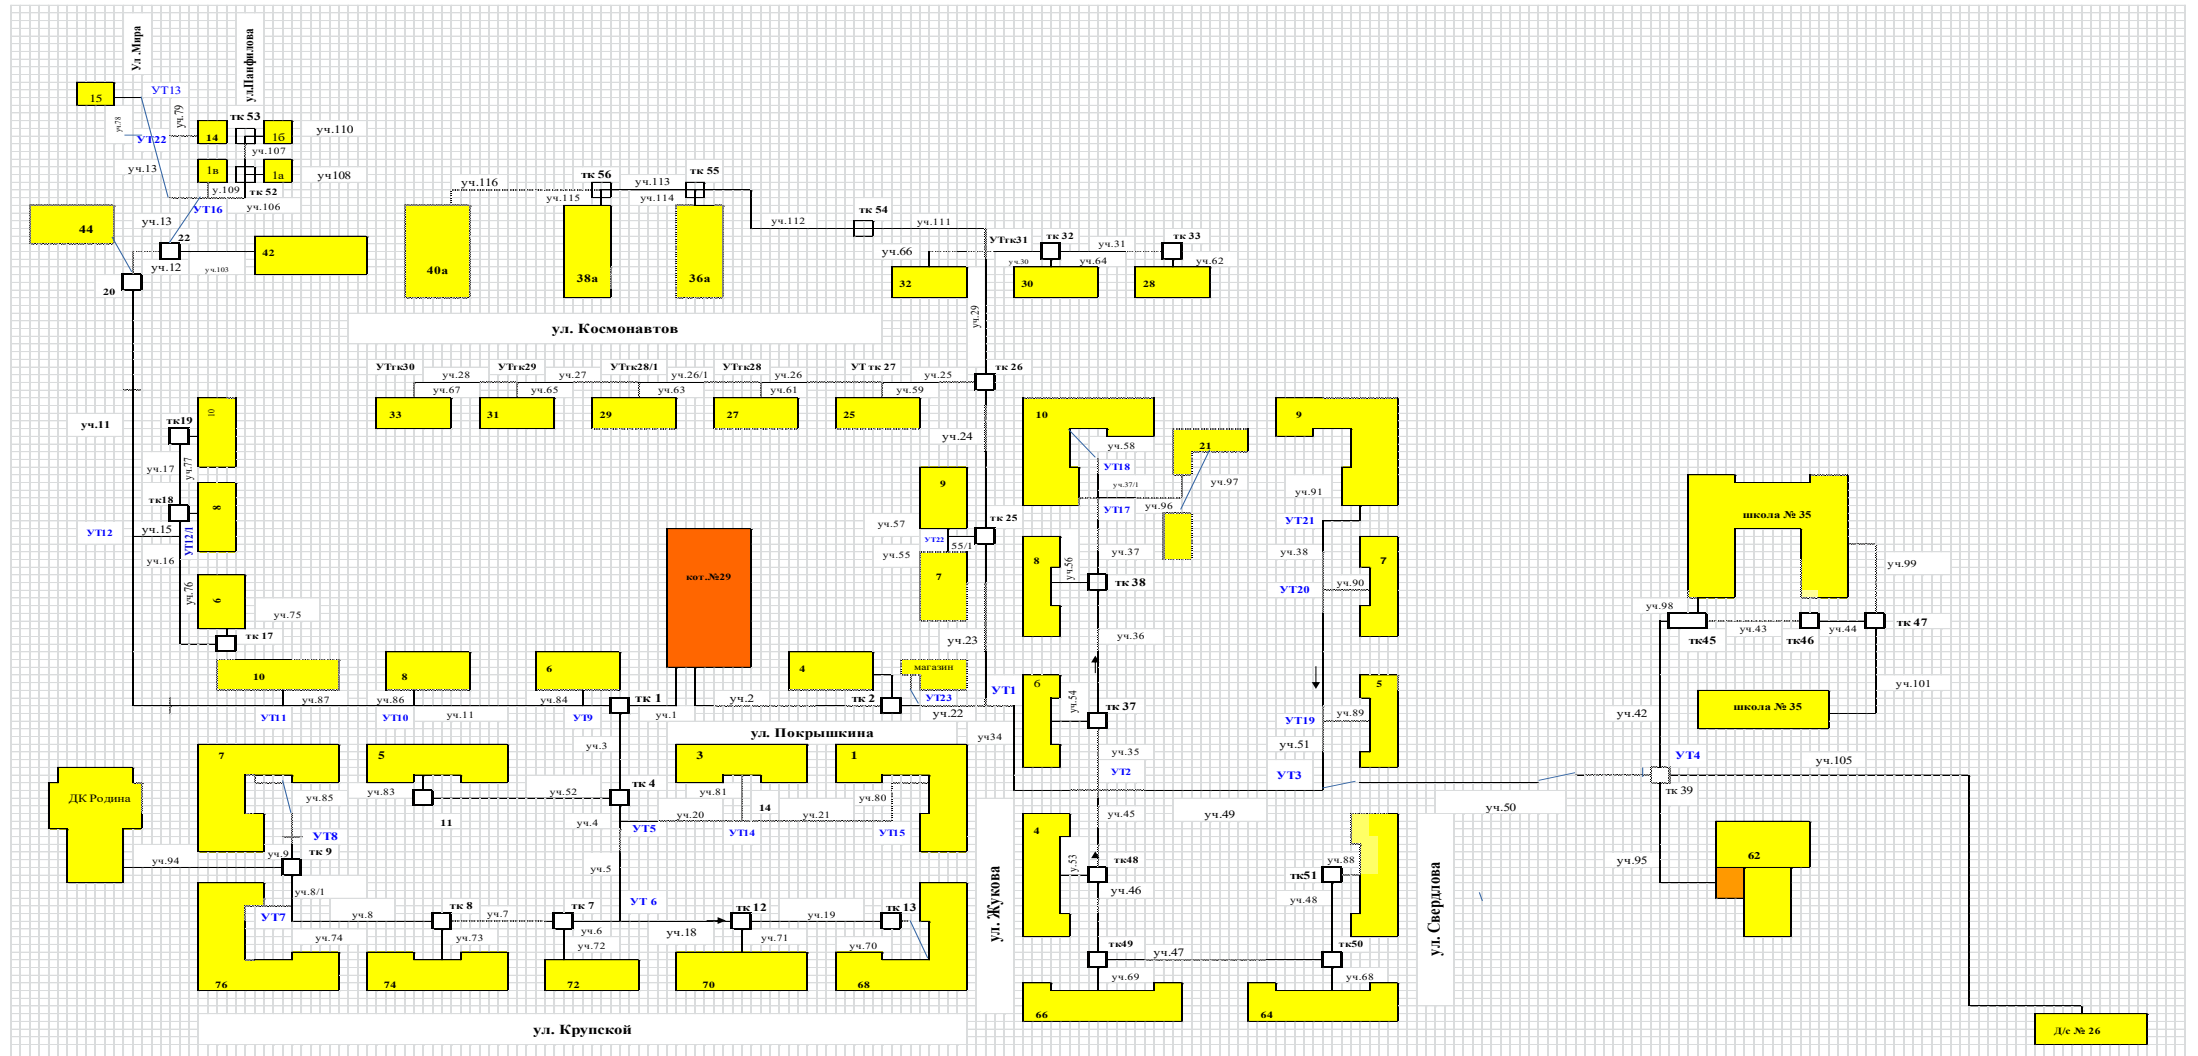 Ул .Мира
ул.Панфилова
15
УТ13
уч.78
уч.79
УТ22
14
тк 53
1б
уч.110
уч.107
уч.13
1в
1а
уч108
у.109
тк 52
УТ16
уч.106
44
уч.13
22
42
уч.12
уч.103
20
уч.116
тк 56
уч.113
тк 55
уч.115
уч.114
уч.112
тк 54
уч.111
40а
38а
36а
УТтк31
тк 32
уч.31
тк 33
уч.66
уч.30
уч.64
уч.62
32
30
28
уч.29
ул. Космонавтов
УТтк30
УТтк29
УТтк28/1
УТтк28
УТ тк 27
тк 26
уч.28
уч.27
уч.26/1
уч.26
уч.25
уч.67
уч.65
уч.63
уч.61
уч.59
33
31
29
27
25
уч.11
тк19
10
уч.17
уч.77
тк18
8
УТ12
уч.15
УТ12/1
уч.16
уч.76
6
уч.75
тк 17
уч.24
9
уч.57
тк 25
УТ22
55/1
уч.55
7
уч.23
кот.№29
10
уч.58
21
УТ18
уч.37/1
уч.97
УТ17
уч.96
9
уч.91
УТ21
уч.37
8
уч.56
тк 38
уч.38
7
УТ20
уч.90
уч.36
школа № 35
уч.99
уч.98
тк45
уч.43
тк46
уч.44
тк 47
уч.101
школа № 35
уч.42
10
8
6
4
магазин
уч.87
уч.86
уч.84
тк 1
уч.2
тк 2
УТ23
УТ1
УТ11
УТ10
уч.11
УТ9
уч.1
уч.22
6
уч.54
тк 37
5
УТ19
уч.89
уч.51
ул. Покрышкина
уч34
уч.35
УТ2
УТ3
УТ4
уч.105
тк 39
уч.3
7
5
3
1
ДК Родина
уч.85
уч.83
уч.52
тк 4
уч.81
14
уч.80
11
уч.4
УТ5
уч.20
УТ14
уч.21
УТ15
УТ8
уч.9
тк 9
уч.94
уч.5
уч.8/1
уч.45
уч.49
уч.50
4
у.53
тк48
уч.88
тк51
уч.46
уч.48
уч.95
62
УТ7
уч.8
тк 8
уч.7
тк 7
УТ 6
тк 12
уч.19
тк 13
уч.6
уч.18
уч.74
уч.73
уч.72
уч.71
уч.70
76
74
72
70
68
ул. Жукова
ул. Свердлова
тк49
уч.47
тк50
уч.69
уч.68
66
64
ул. Крупской
Д/с № 26